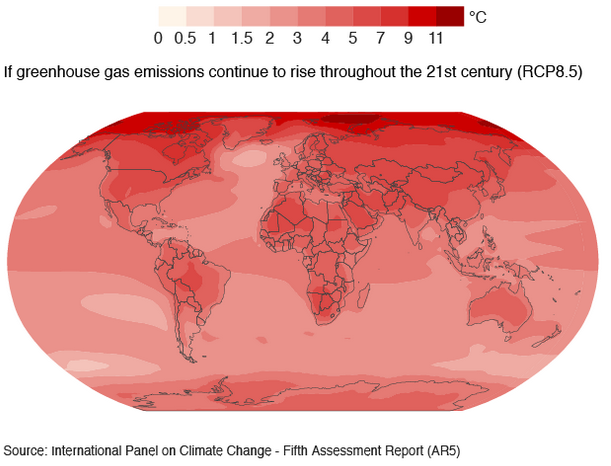 °C
0 0.5 1 1.5 2 3 4 5 7 9 11
If greenhouse gas emissions continue to rise throughout the 21st century (RCP8.5)
Source: International Panel on Climate Change - Fifth Assessment Report (AR5)